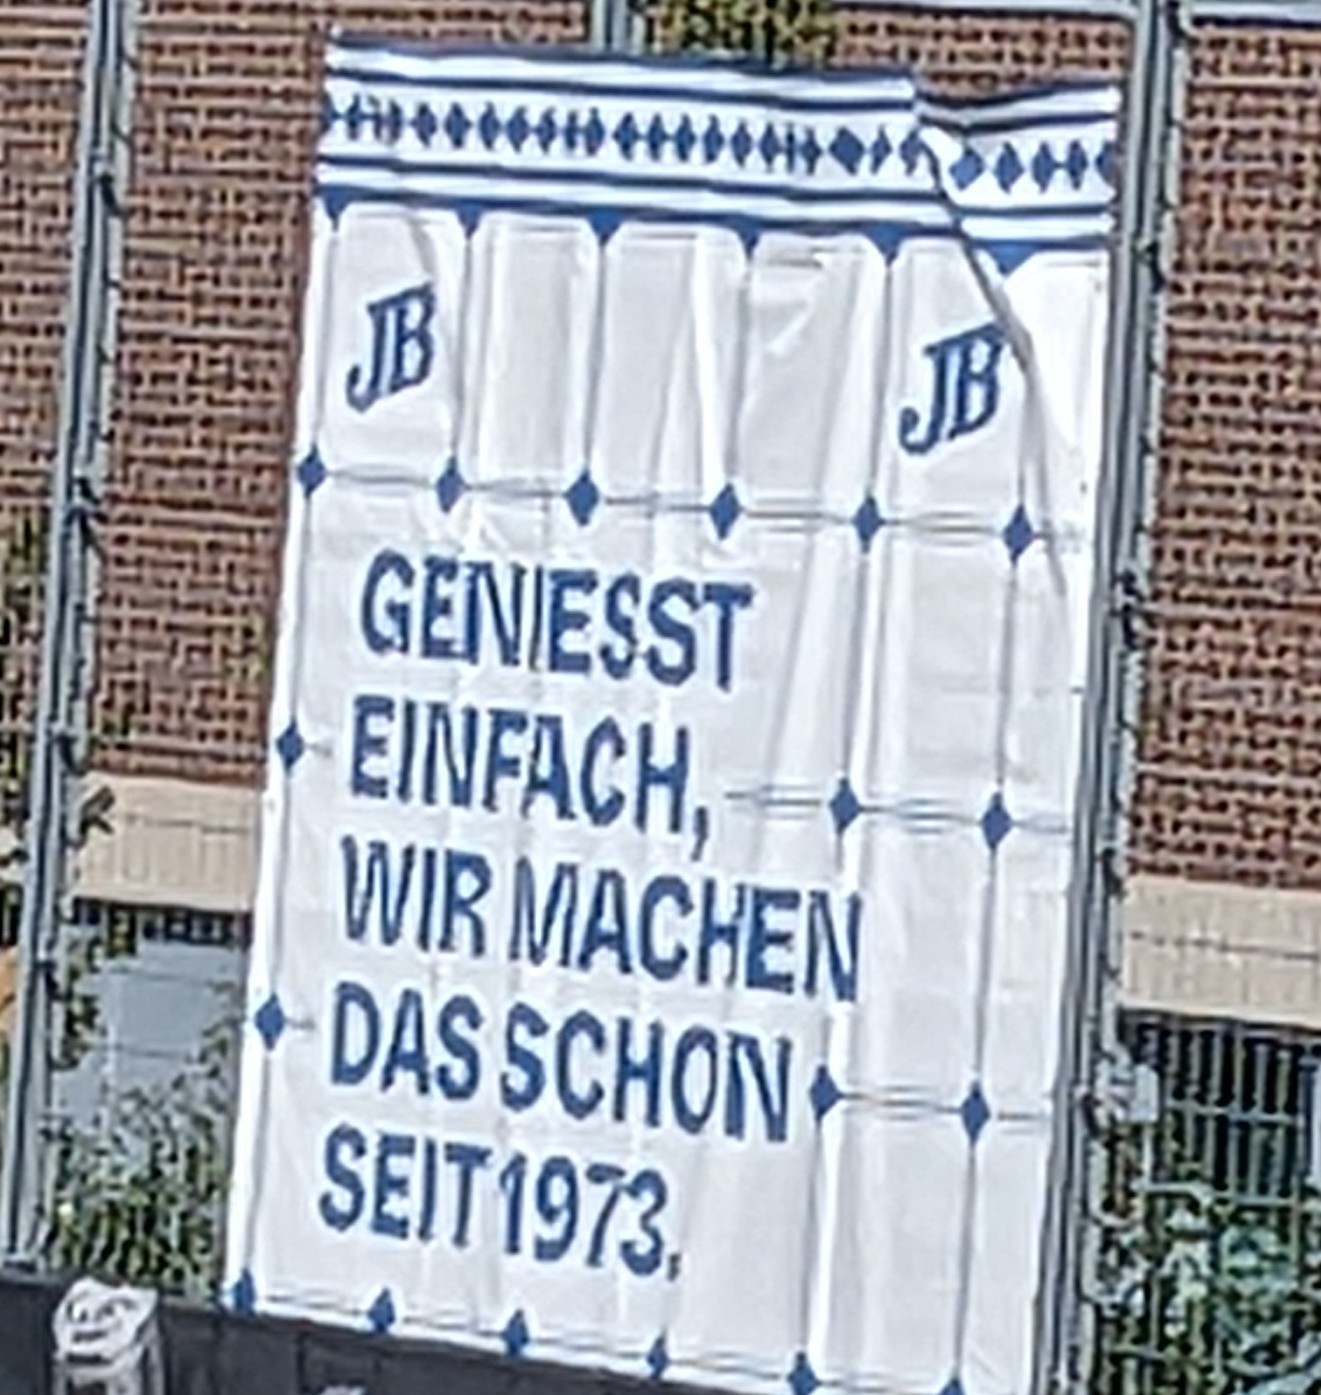 JB JB
GENIESST
EINFACH,
WIR MACHEN
DAS SCHON
SEIT 1973.